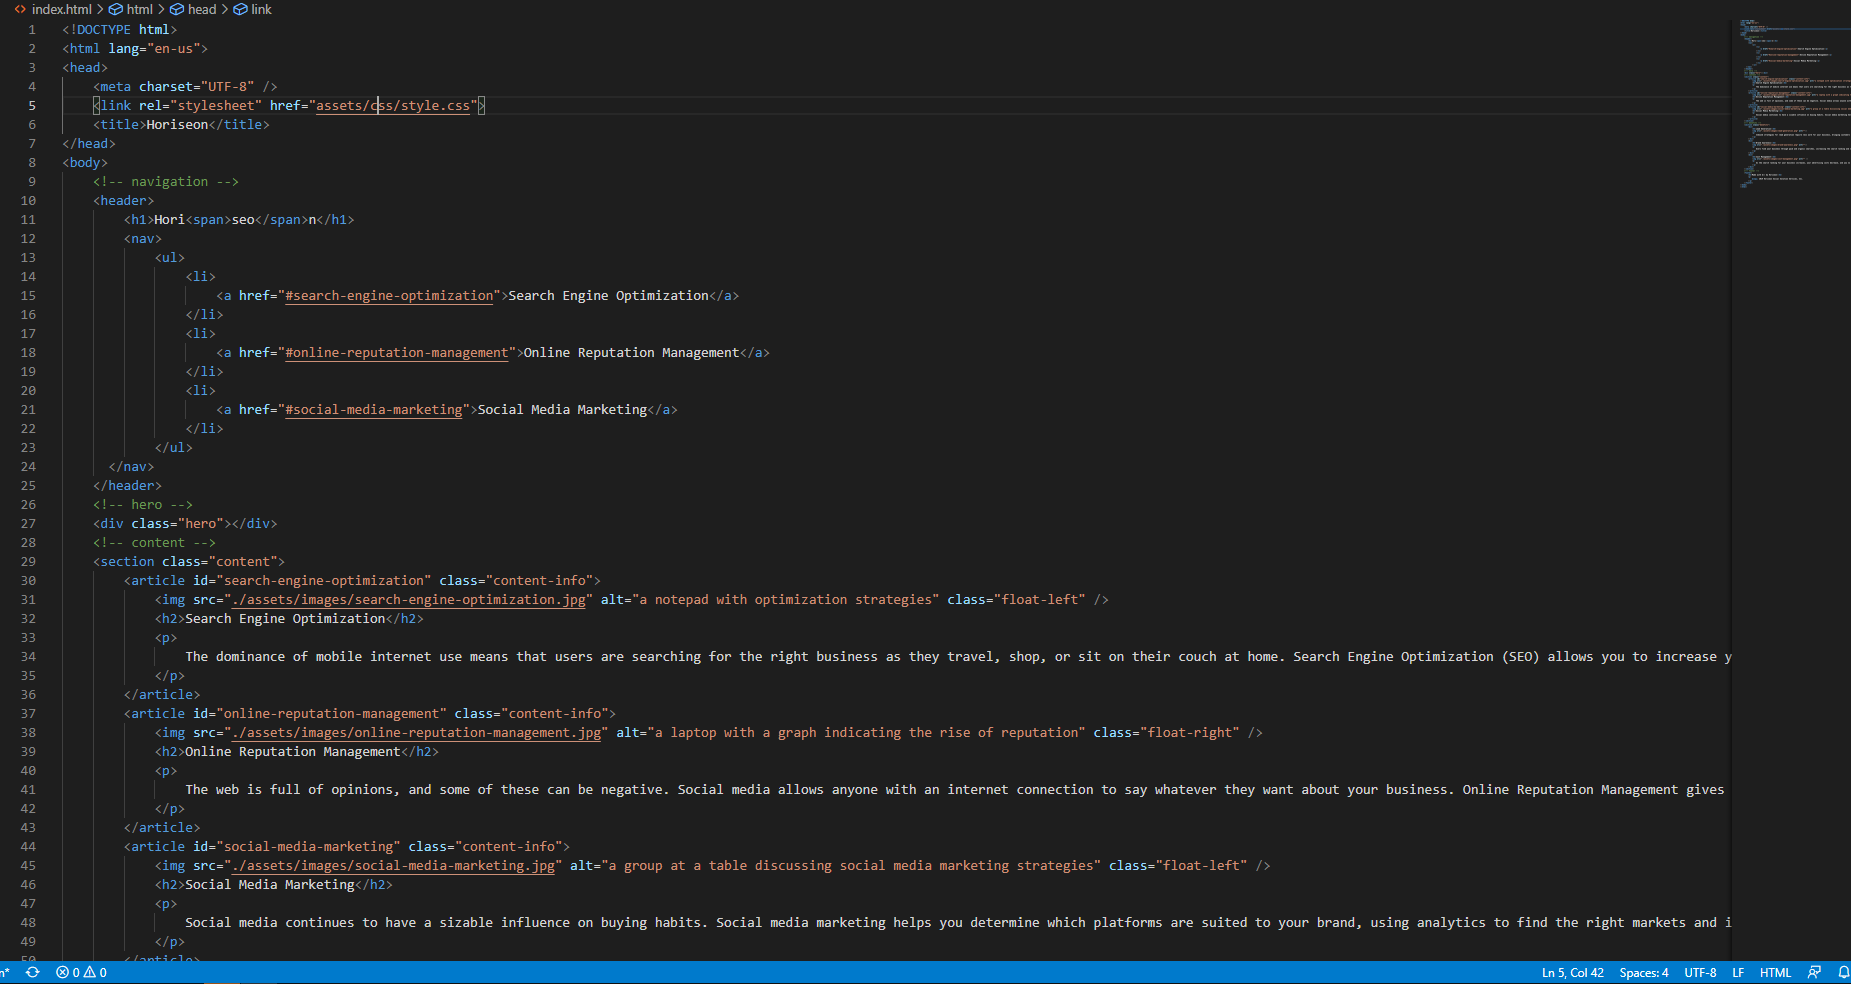 index.html > html > head > link
1 <!DOCTYPE html>
2 <html lang="en-us">
3 <head>
4 <meta charset="UTF-8" />
5 <link rel="stylesheet" href="assets/css/style.css">
6 <title>Horiseon</title>
7 </head>
8 <body>
9 <!-- navigation -->
10 <header>
11 <h1>Hori<span>seo</span>n</h1>
12 <nav>
13 <ul>
14 <li>
15 <a href="#search-engine-optimization">Search Engine Optimization</a>
16 </li>
17 <li>
18 <a href="#online-reputation-management">Online Reputation Management</a>
19 </li>
20 <li>
21 <a href="#social-media-marketing">Social Media Marketing</a>
22 </li>
23 </ul>
24 </nav>
25 </header>
26 <!-- hero -->
27 <div class="hero"></div>
28 <!-- content -->
29 <section class="content">
30 <article id="search-engine-optimization" class="content-info">
31 <img src="./assets/images/search-engine-optimization.jpg" alt="a notepad with optimization strategies" class="float-left" />
32 <h2>Search Engine Optimization</h2>
33 <p>
34 The dominance of mobile internet use means that users are searching for the right business as they travel, shop, or sit on their couch at home. Search Engine Optimization (SEO) allows you to increase y
35 </p>
36 </article>
37 <article id="online-reputation-management" class="content-info">
38 <img src="./assets/images/online-reputation-management.jpg" alt="a laptop with a graph indicating the rise of reputation" class="float-right" />
39 <h2>Online Reputation Management</h2>
40 <p>
41 The web is full of opinions, and some of these can be negative. Social media allows anyone with an internet connection to say whatever they want about your business. Online Reputation Management gives
42 </p>
43 </article>
44 <article id="social-media-marketing" class="content-info">
45 <img src="./assets/images/social-media-marketing.jpg" alt="a group at a table discussing social media marketing strategies" class="float-left" />
46 <h2>Social Media Marketing</h2>
47 <p>
48 Social media continues to have a sizable influence on buying habits. Social media marketing helps you determine which platforms are suited to your brand, using analytics to find the right markets and i
49 </p>
50 </article>
n* 0 0 Ln 5, Col 42 Spaces: 4 UTF-8 LF HTML